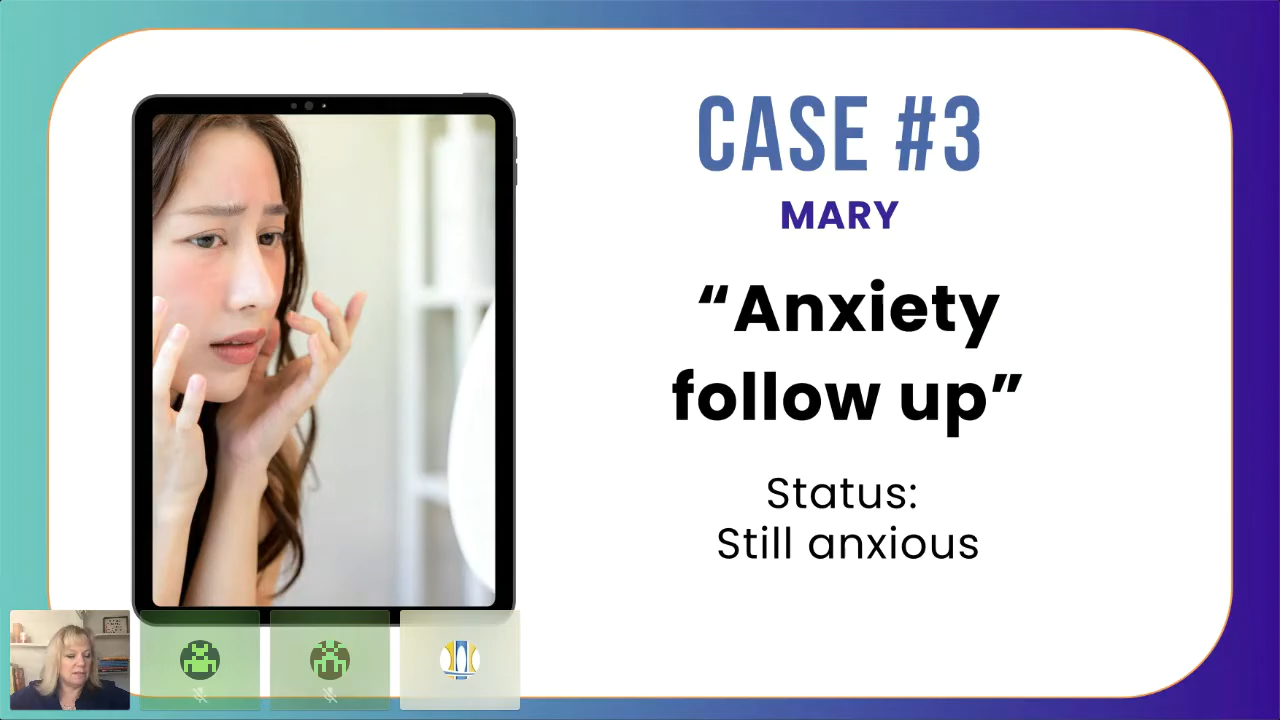 CASE #3
MARY
“Anxiety
follow up”
Status:
Still anxious